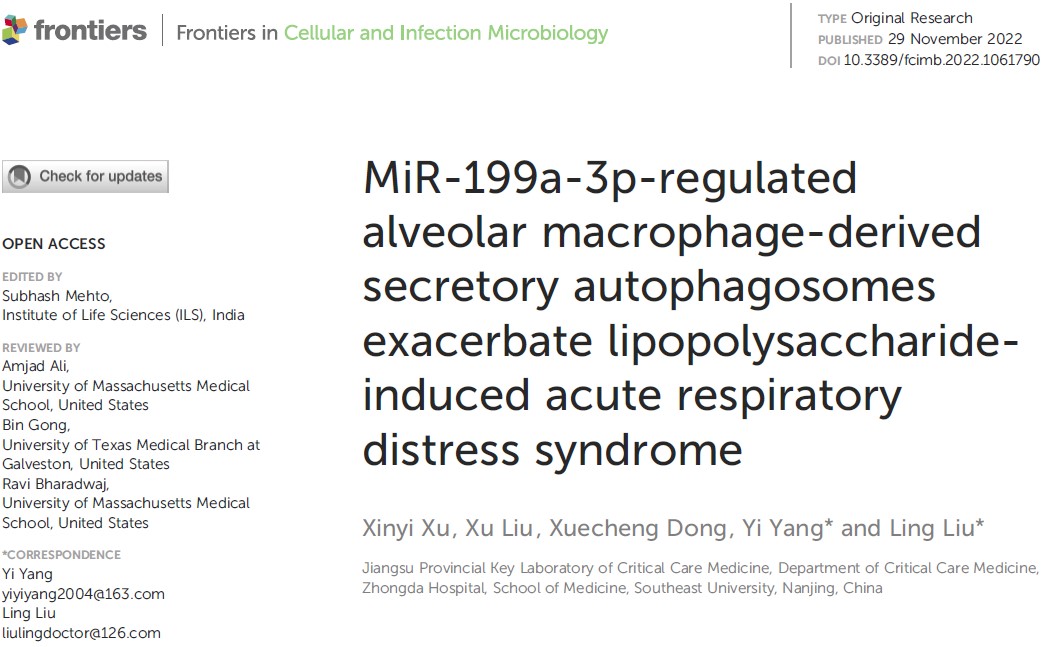 frontiers
Frontiers in Cellular and Infection Microbiology
TYPE Original Research
PUBLISHED 29 November 2022
DOI 10.3389/fcimb.2022.1061790
Check for updates
OPEN ACCESS
EDITED BY
Subhash Mehto,
Institute of Life Sciences (ILS), India
REVIEWED BY
Amjad Ali,
University of Massachusetts Medical
School, United States
Bin Gong,
University of Texas Medical Branch at
Galveston, United States
Ravi Bharadwaj,
University of Massachusetts Medical
School, United States
*CORRESPONDENCE
Yi Yang
yiyiyang2004@163.com
Ling Liu
liulingdoctor@126.com
MiR-199a-3p-regulated
alveolar macrophage-derived
secretory autophagosomes
exacerbate lipopolysaccharide-
induced acute respiratory
distress syndrome
Xinyi Xu, Xu Liu, Xuecheng Dong, Yi Yang* and Ling Liu*
Jiangsu Provincial Key Laboratory of Critical Care Medicine, Department of Critical Care Medicine,
Zhongda Hospital, School of Medicine, Southeast University, Nanjing, China